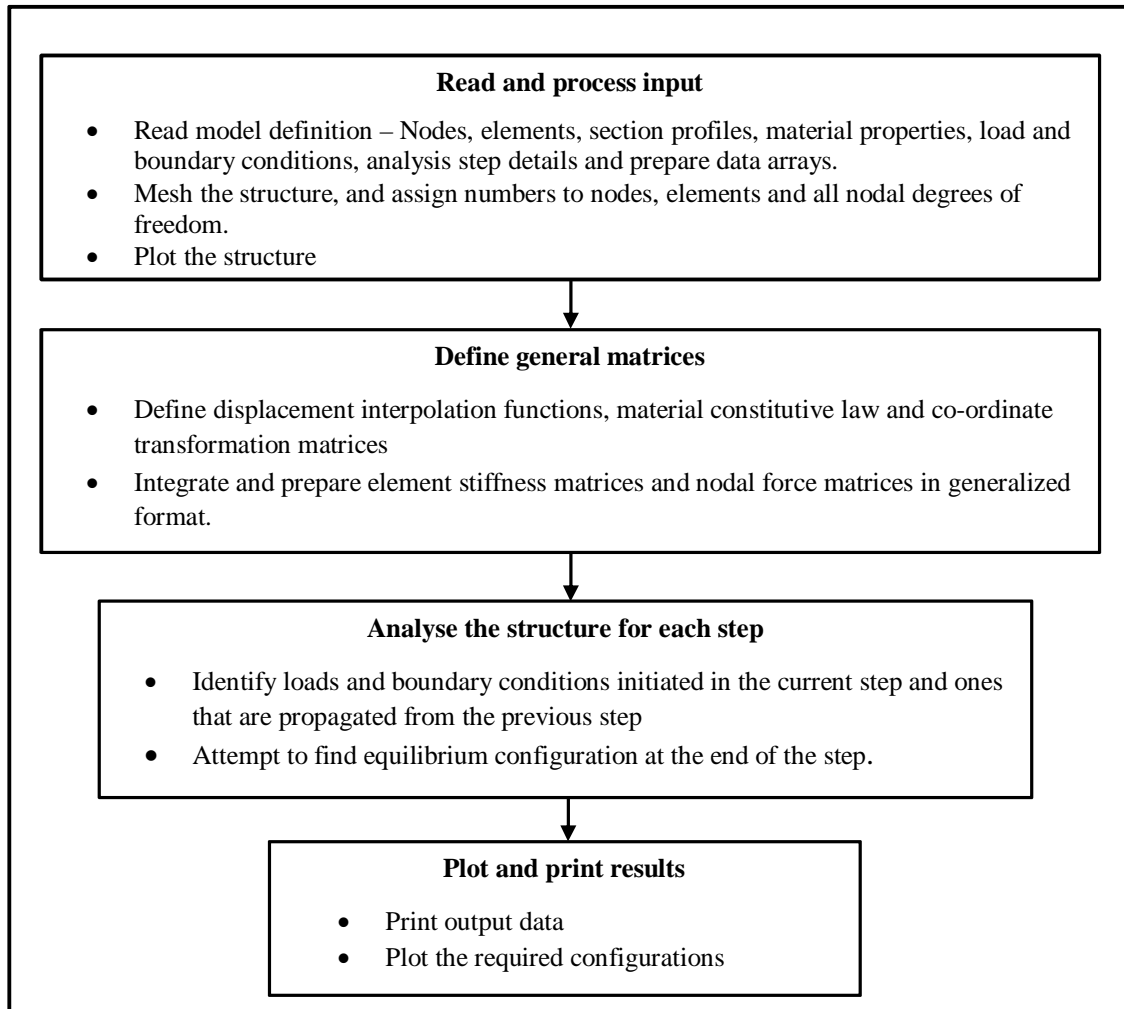 Read and process input
• Read model definition – Nodes, elements, section profiles, material properties, load and
boundary conditions, analysis step details and prepare data arrays.
• Mesh the structure, and assign numbers to nodes, elements and all nodal degrees of
freedom.
• Plot the structure
Define general matrices
• Define displacement interpolation functions, material constitutive law and co-ordinate
transformation matrices
• Integrate and prepare element stiffness matrices and nodal force matrices in generalized
format.
Analyse the structure for each step
• Identify loads and boundary conditions initiated in the current step and ones
that are propagated from the previous step
• Attempt to find equilibrium configuration at the end of the step.
Plot and print results
• Print output data
• Plot the required configurations